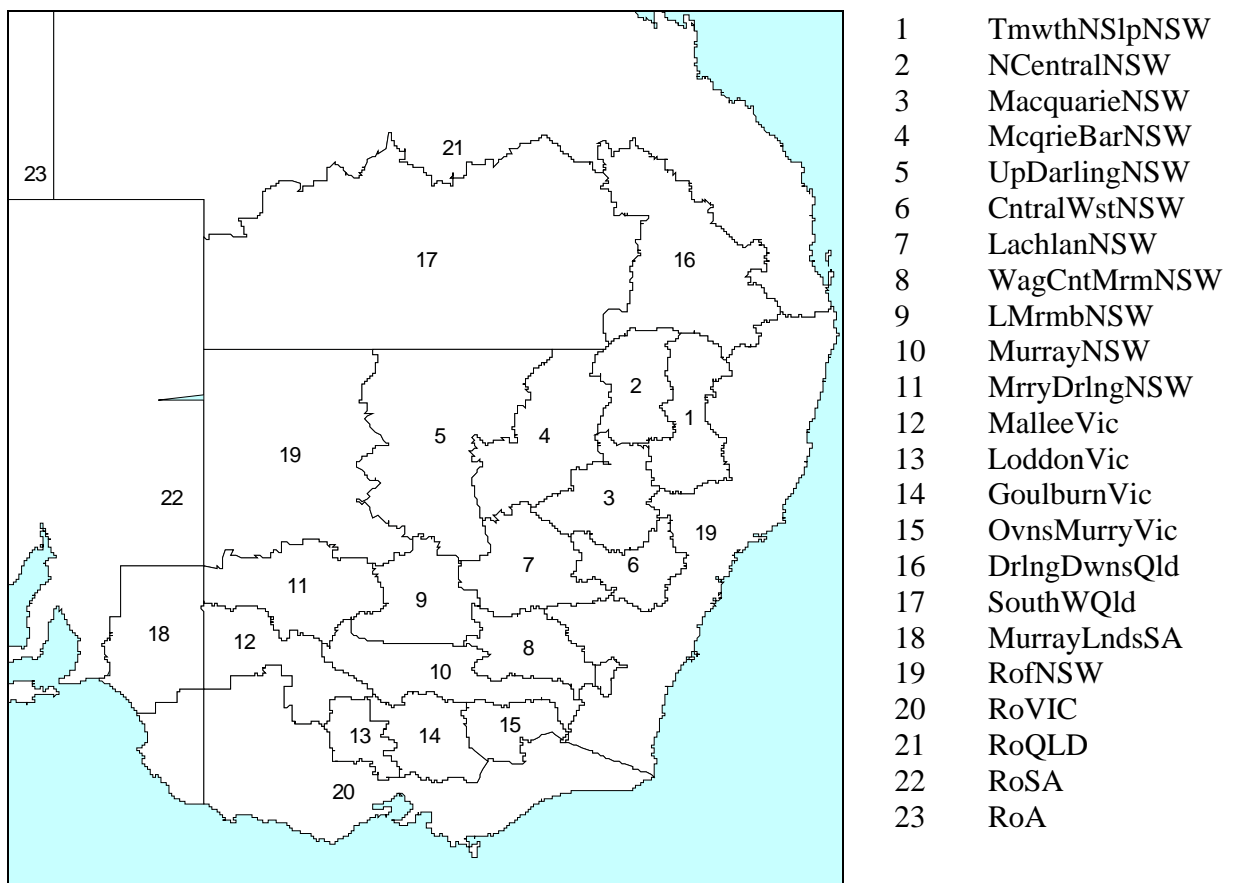 21
23
17
16
2
1
5
4
19
22
3
19
7
6
11
9
18
12
8
10
15
13
14
20
1 TmwthNSlpNSW
2 NCentralNSW
3 MacquarieNSW
4 McqrieBarNSW
5 UpDarlingNSW
6 CntralWstNSW
7 LachlanNSW
8 WagCntMrmNSW
9 LMrmbNSW
10 MurrayNSW
11 MrryDrlngNSW
12 MalleeVic
13 LoddonVic
14 GoulburnVic
15 OvnsMurryVic
16 DrlngDwnsQld
17 SouthWQld
18 MurrayLndsSA
19 RofNSW
20 RoVIC
21 RoQLD
22 RoSA
23 RoA